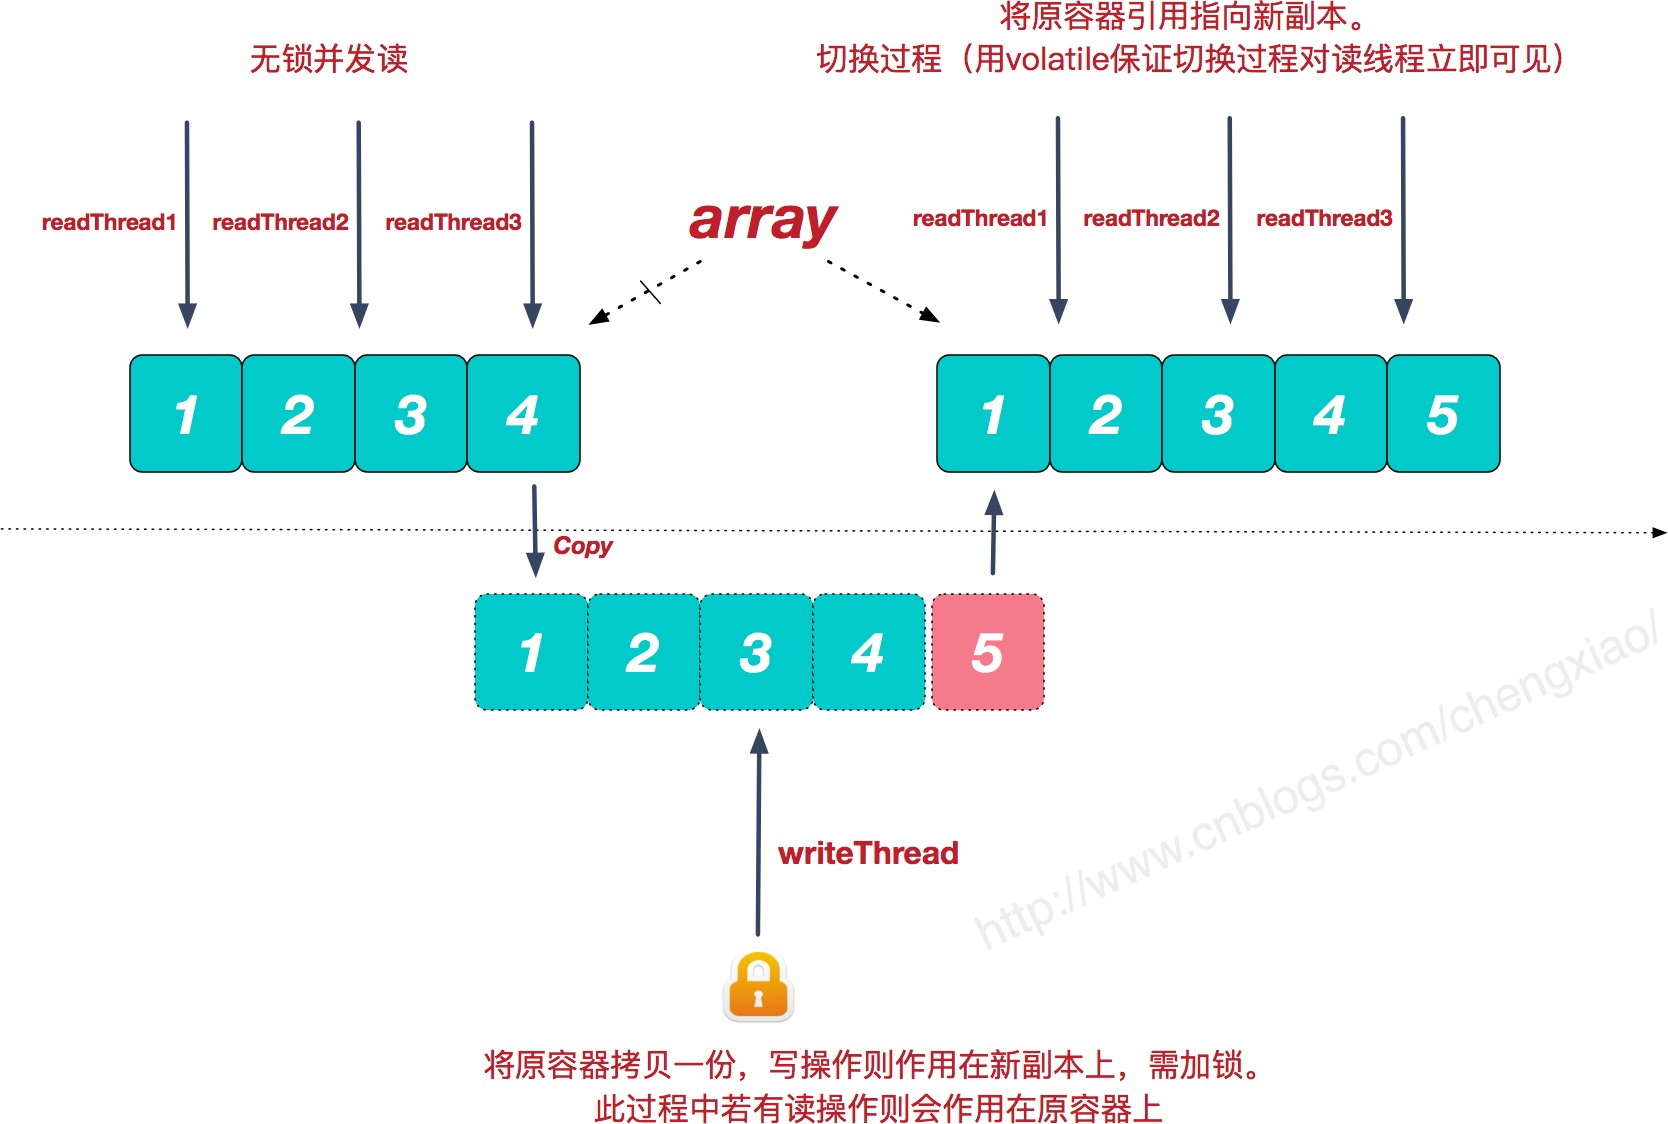 无锁并发读
将原容器引用指向新副本。
切换过程（用volatile保证切换过程对读线程立即可见）
readThread1 readThread2 readThread3
array
readThread1 readThread2 readThread3
1 2 3 4
1 2 3 4 5
Copy
1 2 3 4 5
writeThread
http://www.cnblogs.com/chengxiao/
将原容器拷贝一份，写操作则作用在新副本上，需加锁。
此过程中若有读操作则会作用在原容器上